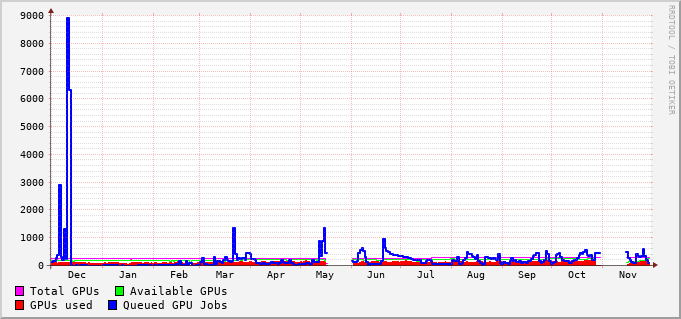 9000
8000
7000
6000
5000
4000
3000
2000
1000
0
Dec Jan Feb Mar Apr May Jun Jul Aug Sep Oct Nov
Total GPUs Available GPUs
GPUs used Queued GPU Jobs
RRDTOOL / TOBI OETIKER